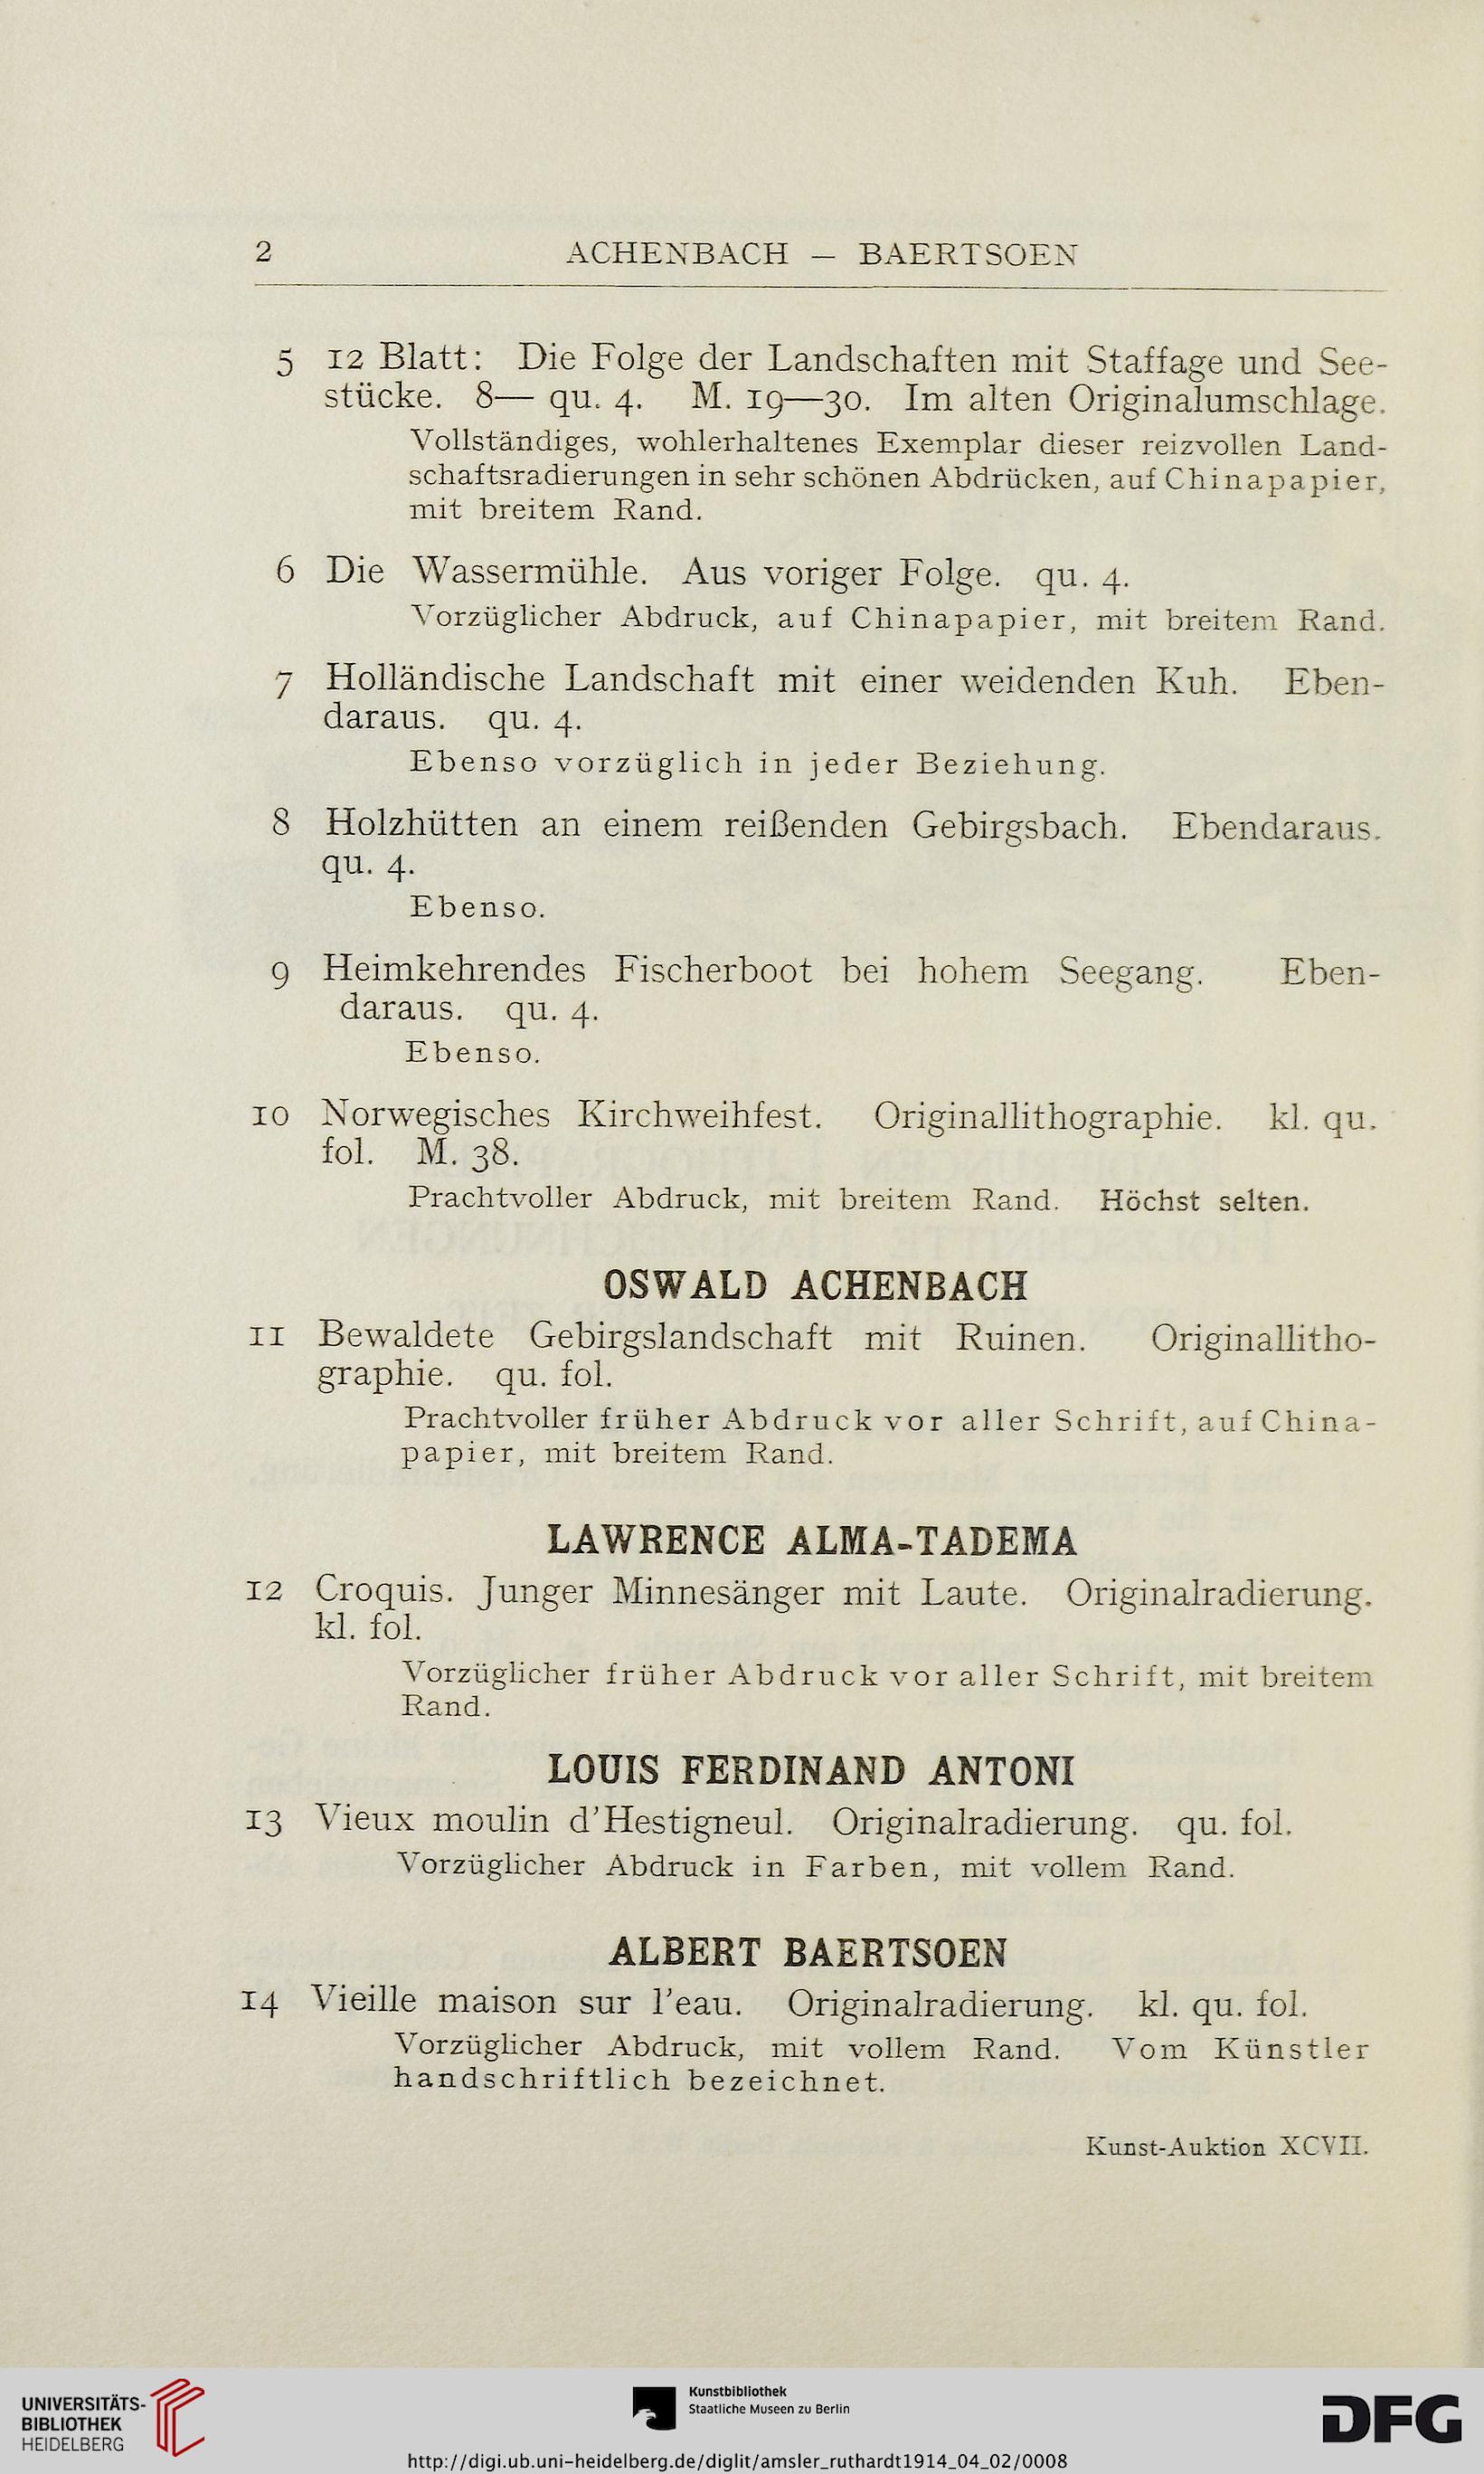 2 ACHENBACH — BAERTSOEN
5 12 Blatt: Die Folge der Landschaften mit Staffage und See-
stücke. 8— qu. 4. M. 19—30. Im alten Originalumschlage.
Vollständiges, wohlerhaltenes Exemplar dieser reizvollen Land-
schaftsradierungen in sehr schönen Abdrücken, auf Chinapapier,
mit breitem Rand.
6 Die Wassermühle. Aus voriger Folge. qu. 4.
Vorzüglicher Abdruck, auf Chinapapier, mit breitem Rand.
7 Holländische Landschaft mit einer weidenden Kuh. Eben-
daraus. qu. 4.
Ebenso vorzüglich in jeder Beziehung.
8 Holzhütten an einem reißenden Gebirgsbach. Ebendaraus.
qu. 4.
Ebenso.
9 Heimkehrendes Fischerboot bei hohem Seegang. Eben-
daraus. qu. 4.
Ebenso.
10 Norwegisches Kirchweihfest. Originallithographie. kl. qu.
fol. M. 38.
Prachtvoller Abdruck, mit breitem Rand. Höchst selten.
OSWALD ACHENBACH
11 Bewaldete Gebirgslandschaft mit Ruinen. Originallitho-
graphie. qu. fol.
Prachtvoller früher Abdruck vor aller Schrift, auf China-
papier, mit breitem Rand.
LAWRENCE ALMA-TADEMA
12 Croquis. Junger Minnesänger mit Laute. Originalradierung.
kl. fol.
Vorzüglicher früher Abdruck vor aller Schrift, mit breitem
Rand.
LOUIS FERDINAND ANTONI
13 Vieux moulin d'Hestigneul. Originalradierung. qu. fol.
Vorzüglicher Abdruck in Farben, mit vollem Rand.
ALBERT BAERTSOEN
14 Vieille maison sur l'eau. Originalradierung. kl. qu. fol.
Vorzüglicher Abdruck, mit vollem Rand. Vom Künstler
handschriftlich bezeichnet.
Kunst-Auktion XCVII.
UNIVERSITÄTS-
BIBLIOTHEK
HEIDELBERG
Kunstbibliothek
Staatliche Museen zu Berlin
DFG
http://digi.ub.uni-heidelberg.de/diglit/amsler_ruthardt1914_04_02/0008